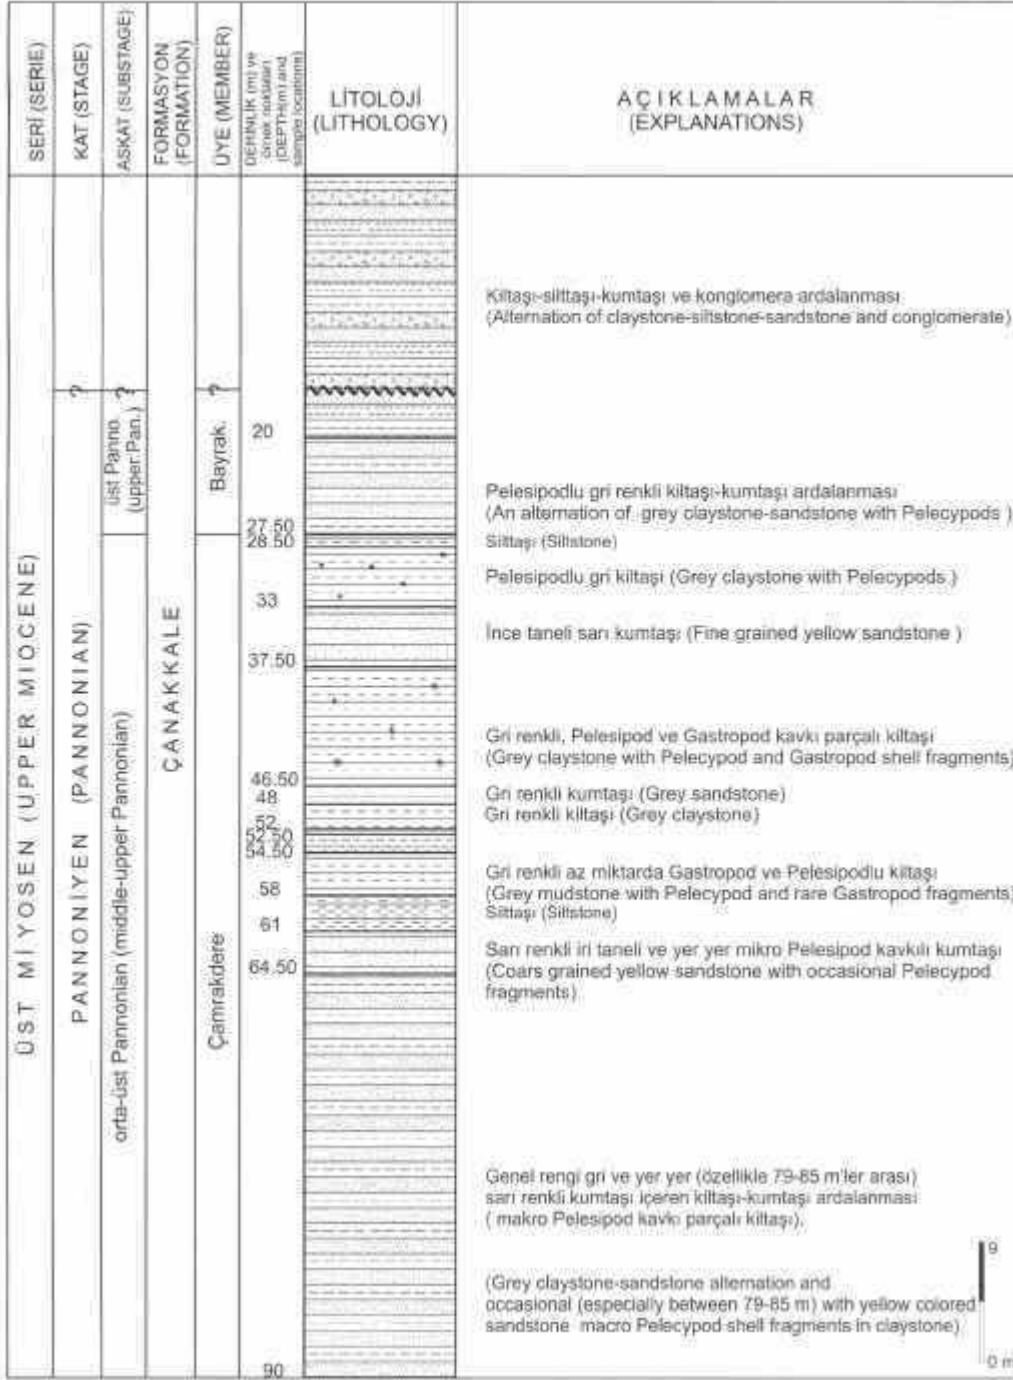 SERİ (SERIE)
KAT (STAGE)
ASKAT (SUBSTAGE)
FORMASYON
(FORMATION)
ÜYE (MEMBER)
DERİNLİK (m) ve
örnek noktaları
(DEPTH(m) and
sample locations)
LİTOLOJİ
(LITHOLOGY)
AÇIKLAMALAR
(EXPLANATIONS)
ÜST MİYOSEN (UPPER MIOCENE)
PANNONİYEN (PANNONIAN)
?
?
?
üst Panno.
(upper Pan.)
orta-üst Pannonian (middle-upper Pannonian)
ÇANAKKALE
Bayrak.
Çamrakdere
Kiltaşı-silttaşı-kumtaşı ve konglomera ardalanması
(Alternation of claystone-siltstone-sandstone and conglomerate)
20
Pelesipodlu gri renkli kiltaşı-kumtaşı ardalanması
(An alternation of grey claystone-sandstone with Pelecypods )
27.50
28.50
Silttaşı (Siltstone)
Pelesipodlu gri kiltaşı (Grey claystone with Pelecypods )
33
İnce taneli sarı kumtaşı (Fine grained yellow sandstone )
37.50
Gri renkli, Pelesipod ve Gastropod kavkı parçalı kiltaşı
(Grey claystone with Pelecypod and Gastropod shell fragments)
46.50
48
Gri renkli kumtaşı (Grey sandstone)
Gri renkli kiltaşı (Grey claystone)
52
52.50
54.50
Gri renkli az miktarda Gastropod ve Pelesipodlu kiltaşı
(Grey mudstone with Pelecypod and rare Gastropod fragments)
58
Silttaşı (Siltstone)
61
Sarı renkli iri taneli ve yer yer mikro Pelesipod kavkılı kumtaşı
(Coars grained yellow sandstone with occasional Pelecypod
fragments)
64.50
Genel rengi gri ve yer yer (özellikle 79-85 m'ler arası)
sarı renkli kumtaşı içeren kiltaşı-kumtaşı ardalanması
( makro Pelesipod kavkı parçalı kiltaşı).
(Grey claystone-sandstone alternation and
occasional (especially between 79-85 m) with yellow colored
sandstone macro Pelecypod shell fragments in claystone)
9
0 m
90